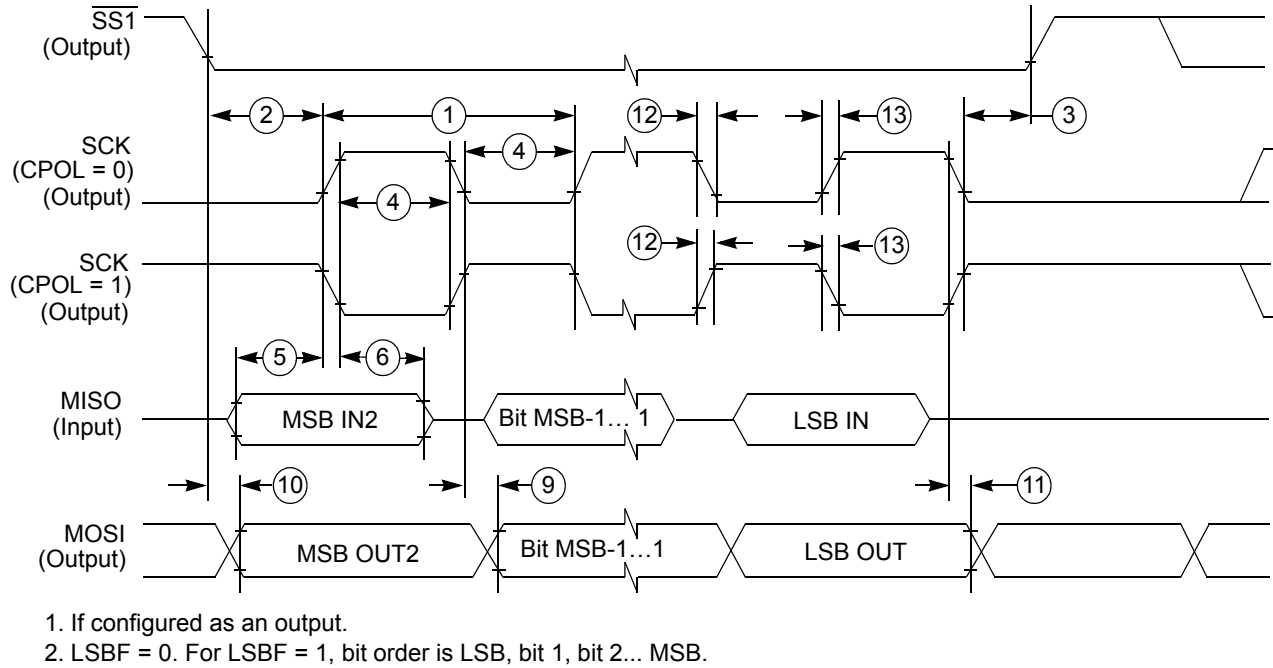 SS1
(Output)
2
1
12
13
3
SCK
(CPOL = 0)
(Output)
4
4
SCK
(CPOL = 1)
(Output)
12
13
5
6
MISO
(Input)
MSB IN2
Bit MSB-1… 1
LSB IN
10
9
11
MOSI
(Output)
MSB OUT2
Bit MSB-1…1
LSB OUT
1. If configured as an output.
2. LSBF = 0. For LSBF = 1, bit order is LSB, bit 1, bit 2... MSB.